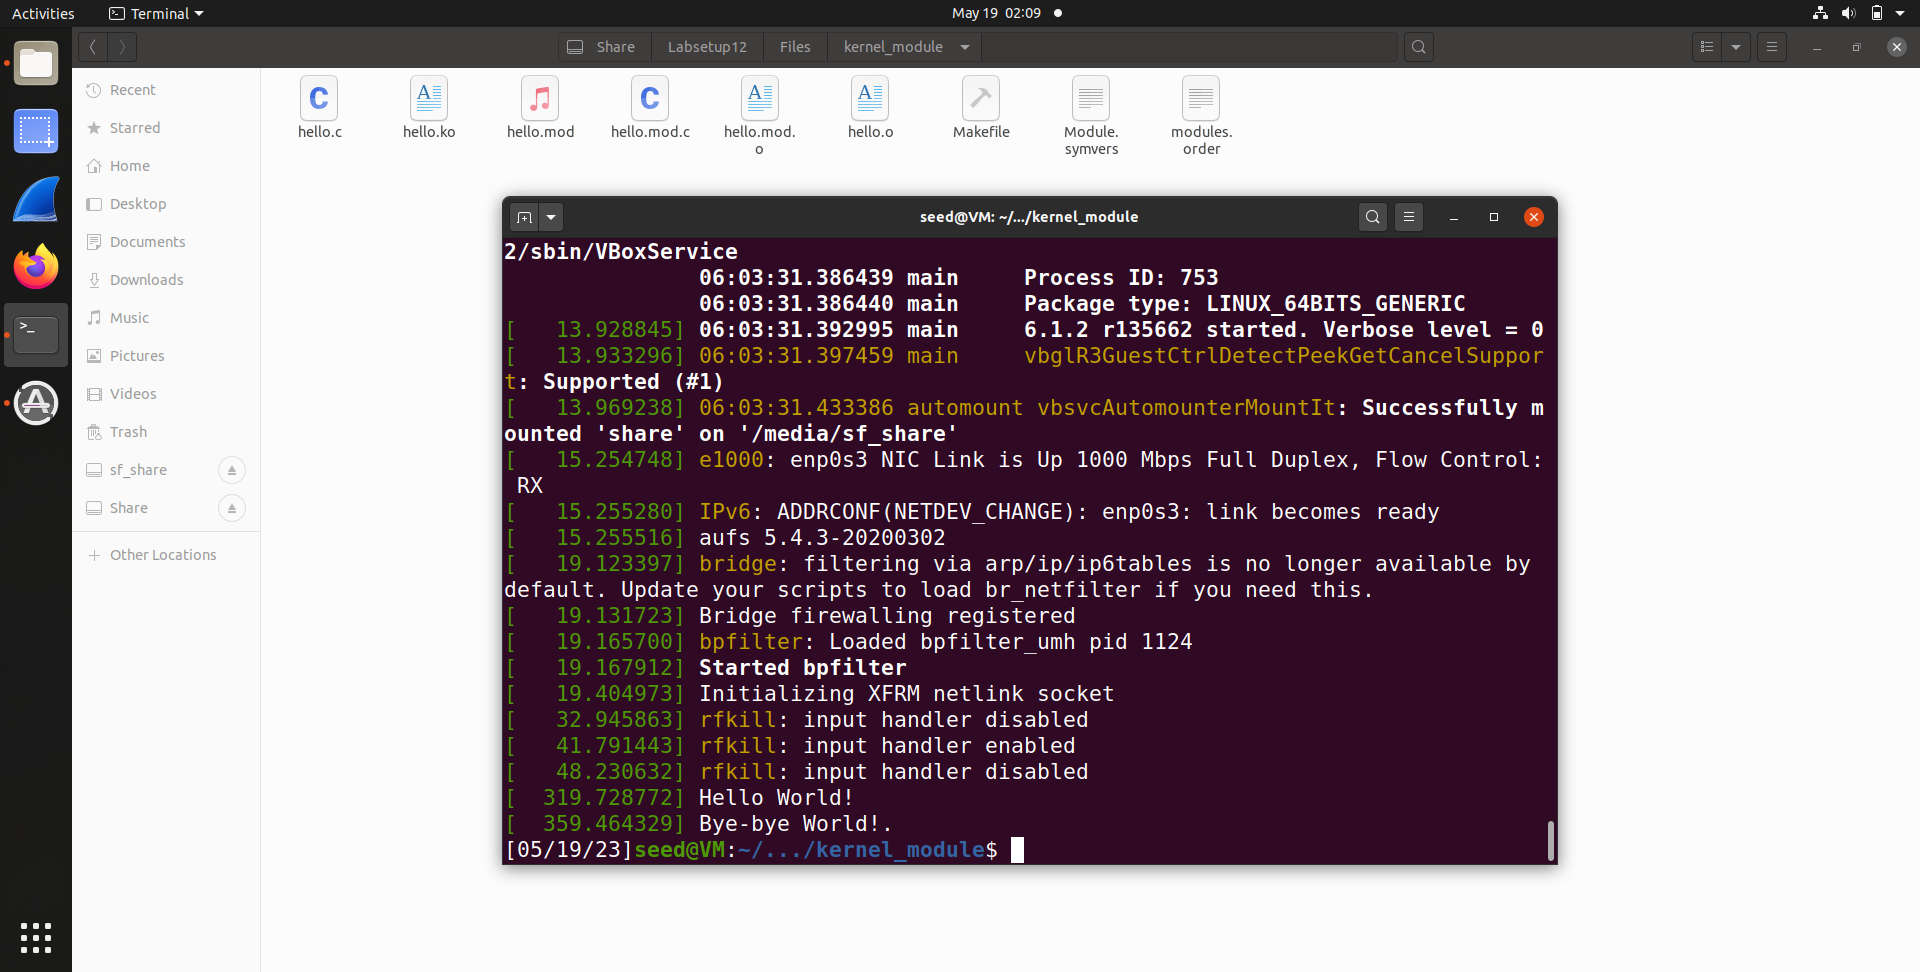 Activities
Terminal
May 19 02:09
Share
Labsetup12
Files
kernel_module
Recent
Starred
Home
Desktop
Documents
Downloads
Music
Pictures
Videos
Trash
sf_share
Share
Other Locations
C
hello.c
A
hello.ko
hello.mod
C
hello.mod.c
A
hello.mod.
o
A
hello.o
Makefile
Module.
symvers
modules.
order
seed@VM: ~/.../kernel_module
2/sbin/VBoxService
06:03:31.386439 main     Process ID: 753
06:03:31.386440 main     Package type: LINUX_64BITS_GENERIC
[   13.928845] 06:03:31.392995 main     6.1.2 r135662 started. Verbose level = 0
[   13.933296] 06:03:31.397459 main     vbglR3GuestCtrlDetectPeekGetCancelSuppor
t: Supported (#1)
[   13.969238] 06:03:31.433386 automount vbsvcAutomounterMountIt: Successfully m
ounted 'share' on '/media/sf_share'
[   15.254748] e1000: enp0s3 NIC Link is Up 1000 Mbps Full Duplex, Flow Control:
RX
[   15.255280] IPv6: ADDRCONF(NETDEV_CHANGE): enp0s3: link becomes ready
[   15.255516] aufs 5.4.3-20200302
[   19.123397] bridge: filtering via arp/ip/ip6tables is no longer available by
default. Update your scripts to load br_netfilter if you need this.
[   19.131723] Bridge firewalling registered
[   19.165700] bpfilter: Loaded bpfilter_umh pid 1124
[   19.167912] Started bpfilter
[   19.404973] Initializing XFRM netlink socket
[   32.945863] rfkill: input handler disabled
[   41.791443] rfkill: input handler enabled
[   48.230632] rfkill: input handler disabled
[  319.728772] Hello World!
[  359.464329] Bye-bye World!.
[05/19/23]seed@VM:~/.../kernel_module$